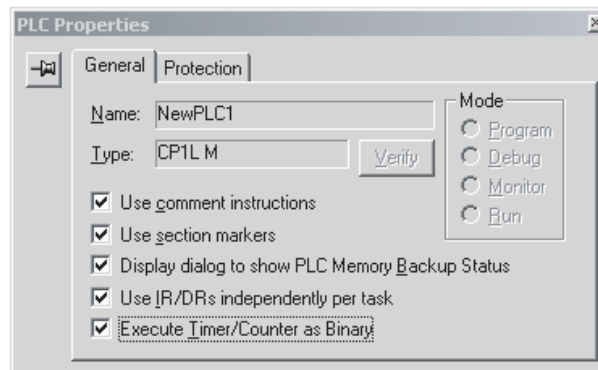 PLC Properties
General Protection
Name: NewPLC1
Type: CP1L M Verify
Mode
Program
Debug
Monitor
Run
Use comment instructions
Use section markers
Display dialog to show PLC Memory Backup Status
Use IR/DRs independently per task
Execute Timer/Counter as Binary